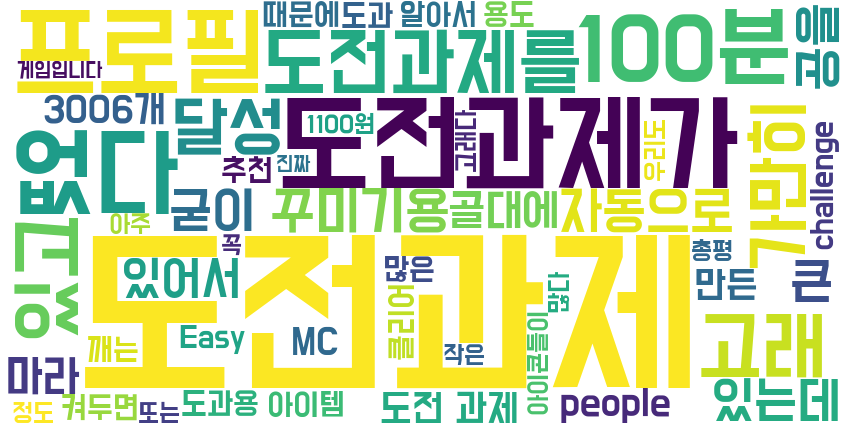 때문에 도과 알아서 용도
프로필 도전과제를 100분 공을
게임입니다
3006개 달성 도전과제가 가만히
1100원 고래다 우리도 challenge
없다 추천 진짜
굳이 꾸미기용 골대에 자동으로
아주 꼭
있고 있어서 많은 총평
도전과제 많다 만든 큰
깨는 Easy MC 클리어 작은 아이콘들이 고래
마라
정도 켜두면 또는 도과용 아이템 도전 과제 people 있는데